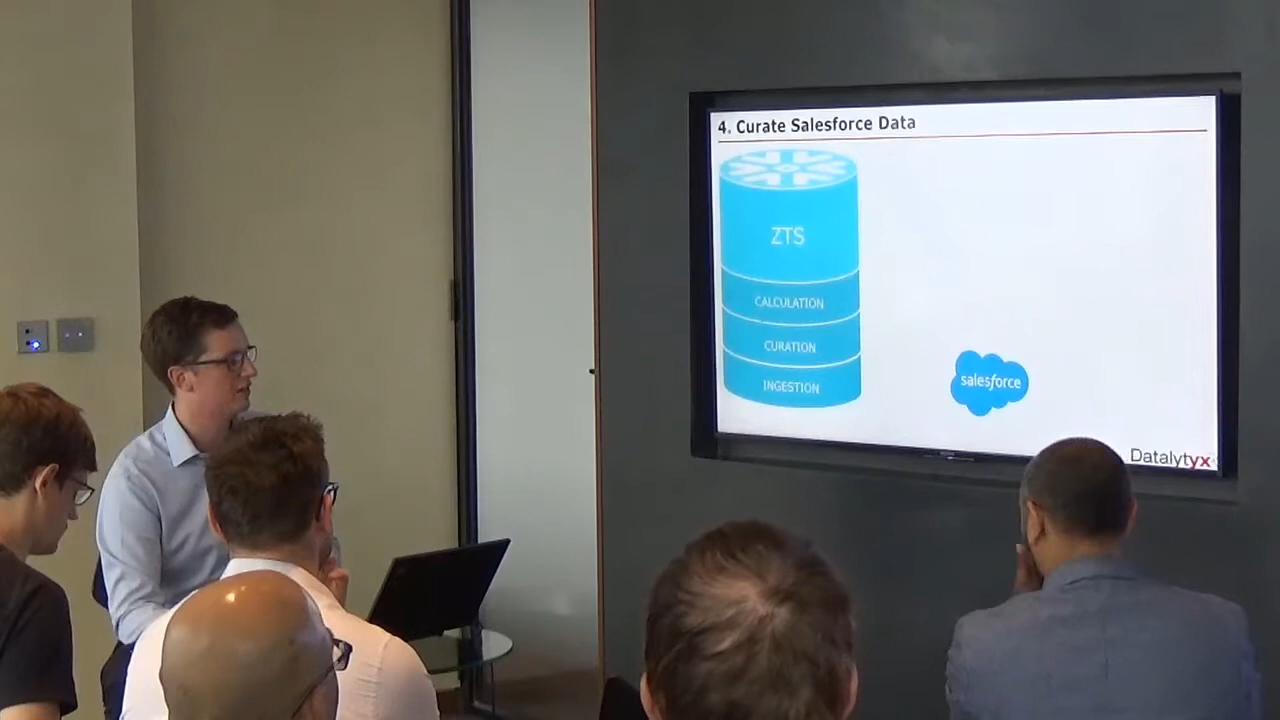 4. Curate Salesforce Data
ZTS
CALCULATION
CURATION
INGESTION
salesforce
Datalytyx